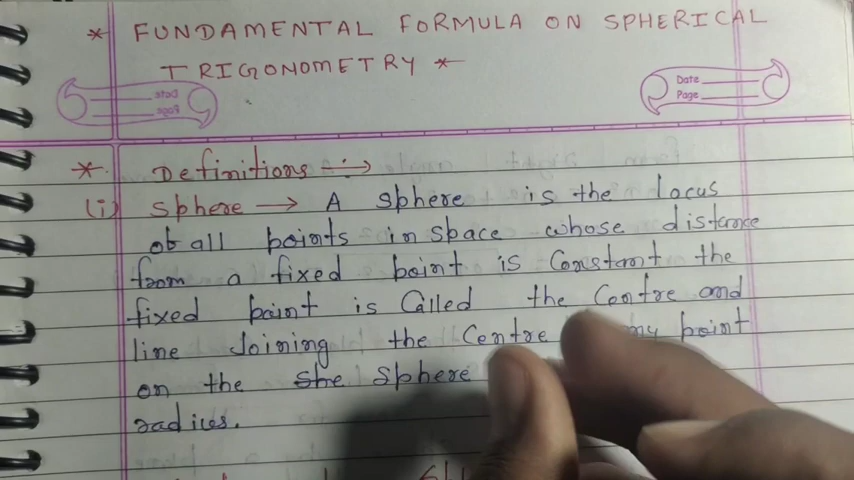 * FUNDAMENTAL FORMULA ON SPHERICAL
TRIGONOMETRY *
Date
Page
* Definitions →
(i) Sphere → A sphere is the locus
of all points in space whose distance
from a fixed point is constant the
fixed point is called the centre and
line Joining the centre any point
on the she sphere
radius.